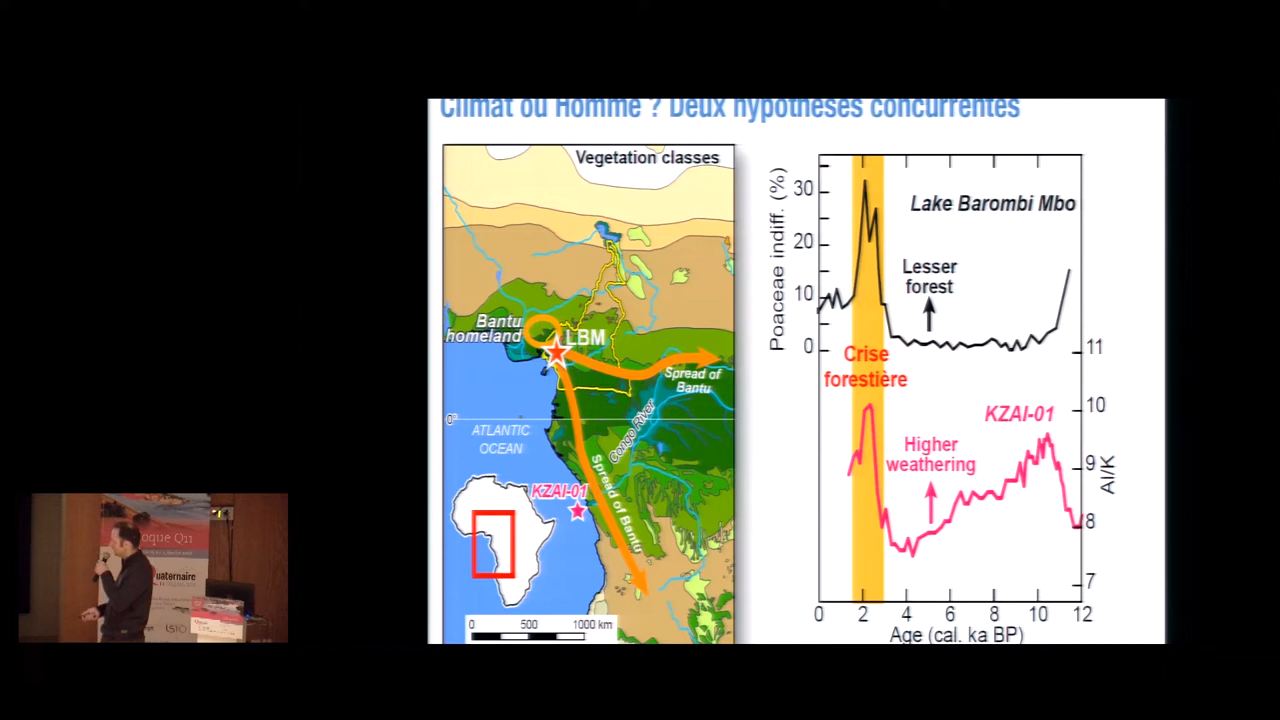 Climat ou Homme ? Deux hypothèses concurrentes
Vegetation classes
Bantu
homeland
LBM
Spread of
Bantu
0°
ATLANTIC
OCEAN
Congo River
KZAI-01
Spread of Bantu
0 500 1000 km
Poaceae indiff. (%)
30
20
10
0
Lake Barombi Mbo
Lesser
forest
Crise
forestière
KZAI-01
Higher
weathering
11
10
9
8
7
Al/K
0 2 4 6 8 10 12
Age (cal. ka BP)
oque Q11
uaternaire